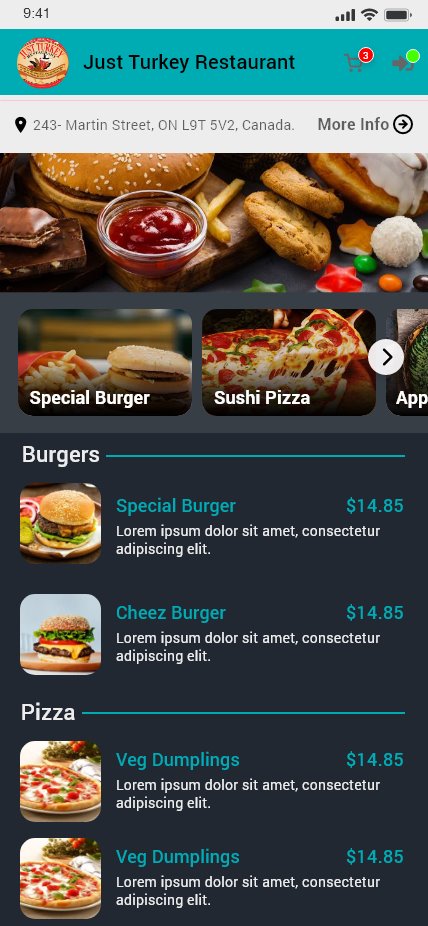 9:41
JUST TURKEY
Just Turkey Restaurant
3
243- Martin Street, ON L9T 5V2, Canada.
More Info
Special Burger
Sushi Pizza
App
Burgers
Special Burger
$14.85
Lorem ipsum dolor sit amet, consectetur
adipiscing elit.
Cheez Burger
$14.85
Lorem ipsum dolor sit amet, consectetur
adipiscing elit.
Pizza
Veg Dumplings
$14.85
Lorem ipsum dolor sit amet, consectetur
adipiscing elit.
Veg Dumplings
$14.85
Lorem ipsum dolor sit amet, consectetur
adipiscing elit.